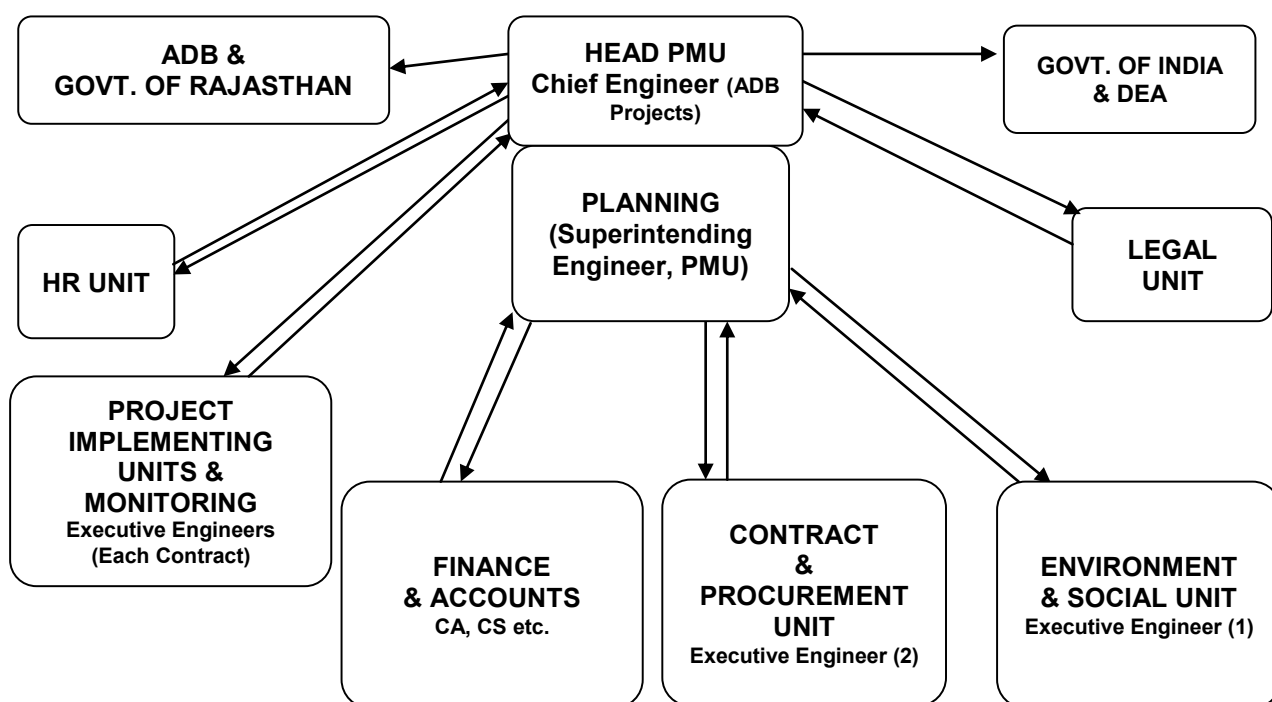 ADB &
GOVT. OF RAJASTHAN
HEAD PMU
Chief Engineer (ADB
Projects)
GOVT. OF INDIA
& DEA
PLANNING
(Superintending
Engineer, PMU)
HR UNIT
LEGAL
UNIT
PROJECT
IMPLEMENTING
UNITS &
MONITORING
Executive Engineers
(Each Contract)
FINANCE
& ACCOUNTS
CA, CS etc.
CONTRACT
&
PROCUREMENT
UNIT
Executive Engineer (2)
ENVIRONMENT
& SOCIAL UNIT
Executive Engineer (1)